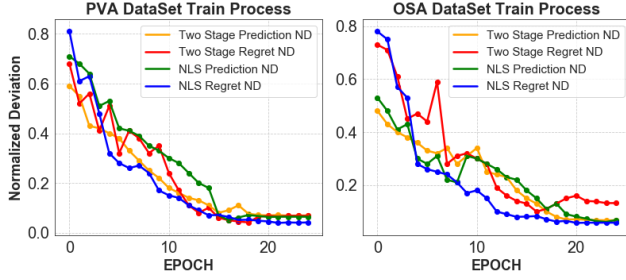 PVA DataSet Train Process
Normalized Deviation
0.8
0.6
0.4
0.2
0.0
Two Stage Prediction ND
Two Stage Regret ND
NLS Prediction ND
NLS Regret ND
0
10
20
EPOCH
OSA DataSet Train Process
0.8
0.6
0.4
0.2
Two Stage Prediction ND
Two Stage Regret ND
NLS Prediction ND
NLS Regret ND
0
10
20
EPOCH